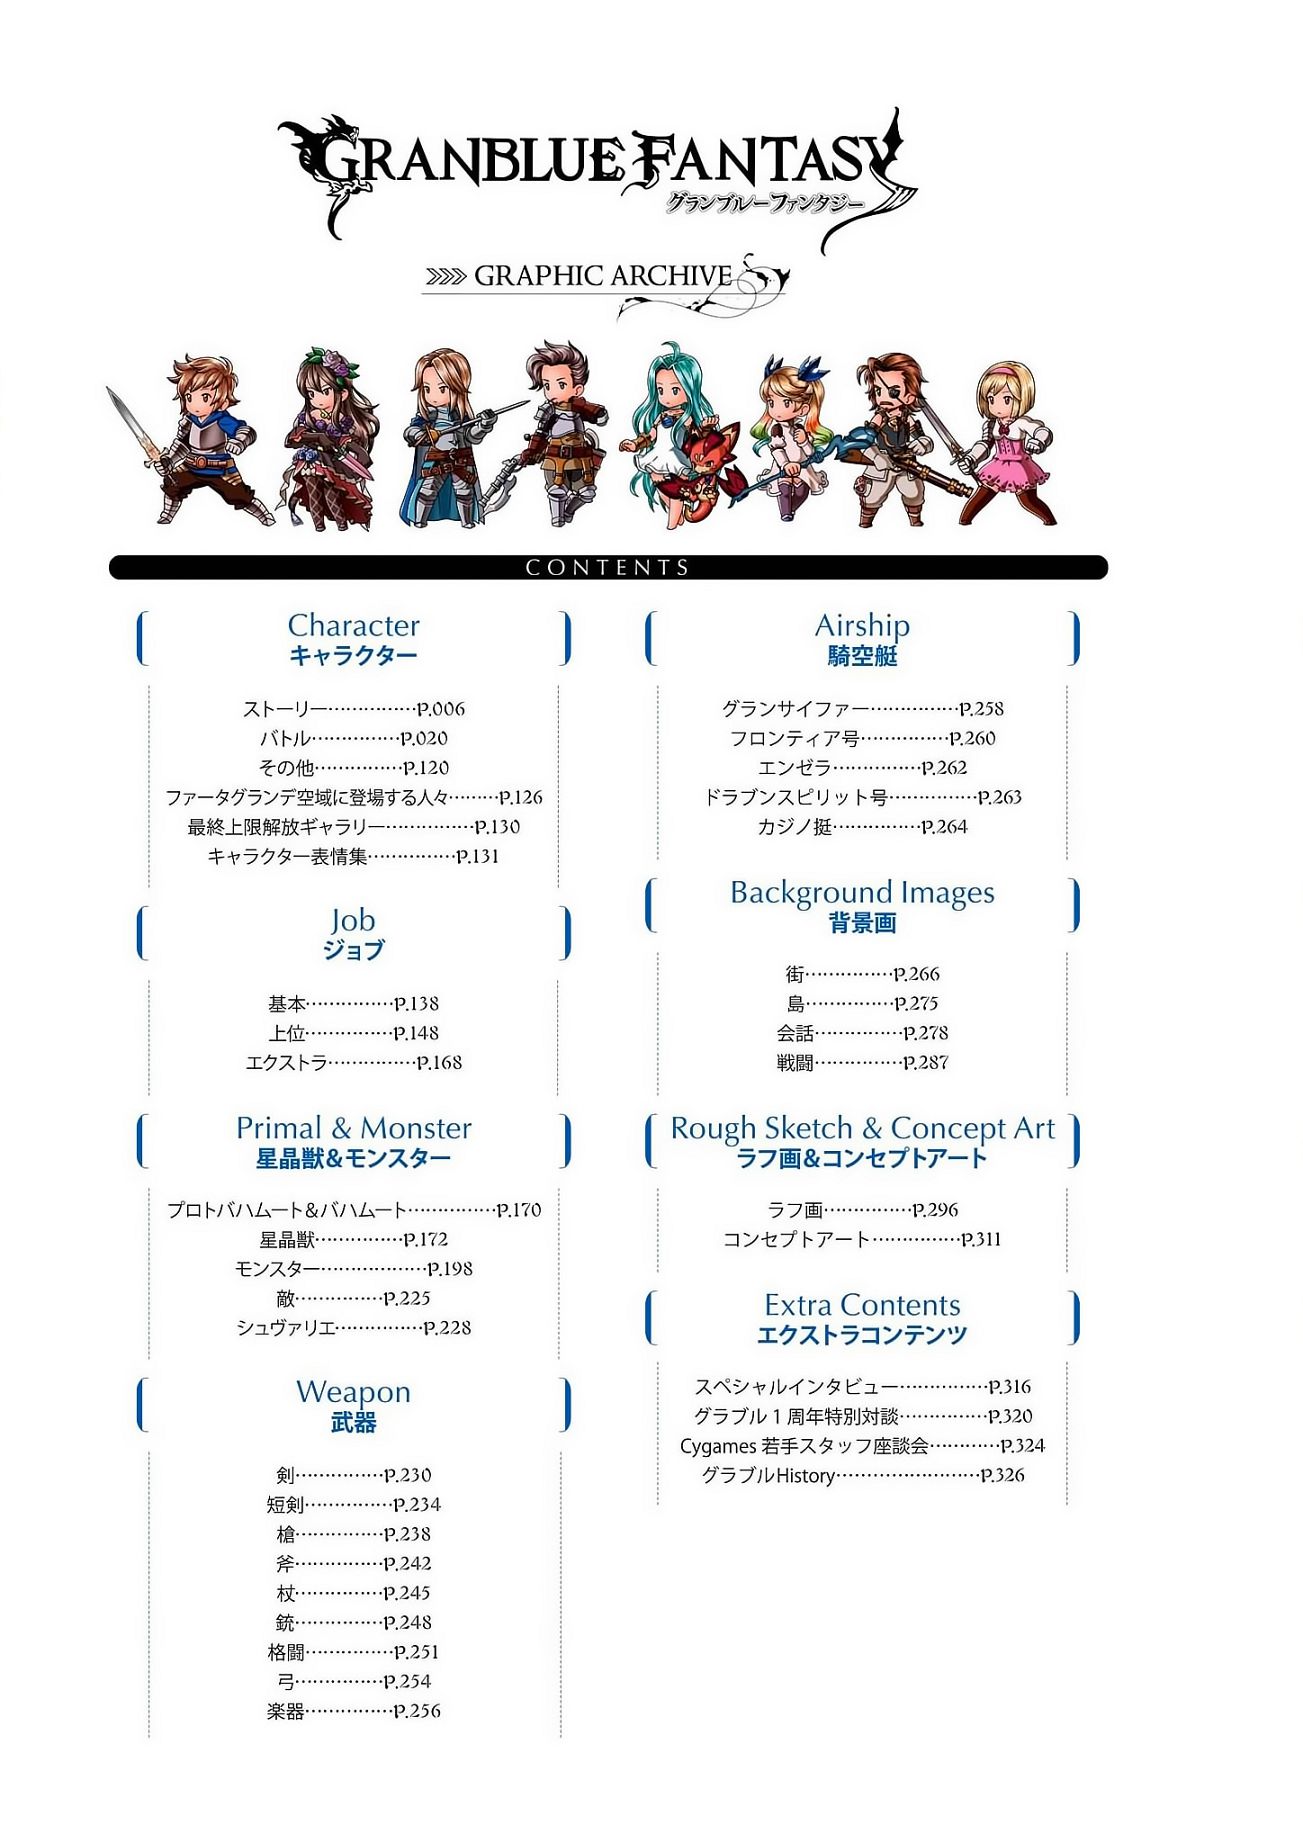 GRANBLUE FANTASY
グランブルーファンタジー
GRAPHIC ARCHIVE
CONTENTS
Character
キャラクター
ストーリー……………P.006
バトル……………P.020
その他……………P.120
ファータグランデ空域に登場する人々………P.126
最終上限解放ギャラリー……………P.130
キャラクター表情集……………P.131
Job
ジョブ
基本……………P.138
上位……………P.148
エクストラ……………P.168
Primal & Monster
星晶獣&モンスター
プロトバハムート&バハムート……………P.170
星晶獣……………P.172
モンスター………………P.198
敵……………P.225
シュヴァリエ……………P.228
Weapon
武器
剣……………P.230
短剣……………P.234
槍……………P.238
斧……………P.242
杖……………P.245
銃……………P.248
格闘……………P.251
弓……………P.254
楽器……………P.256
Airship
騎空艇
グランサイファー……………P.258
フロンティア号……………P.260
エンゼラ……………P.262
ドラブンスピリット号……………P.263
カジノ挺……………P.264
Background Images
背景画
街……………P.266
島……………P.275
会話……………P.278
戦闘……………P.287
Rough Sketch & Concept Art
ラフ画&コンセプトアート
ラフ画……………P.296
コンセプトアート……………P.311
Extra Contents
エクストラコンテンツ
スペシャルインタビュー……………P.316
グラブル1周年特別対談……………P.320
Cygames 若手スタッフ座談会…………P.324
グラブルHistory……………………P.326